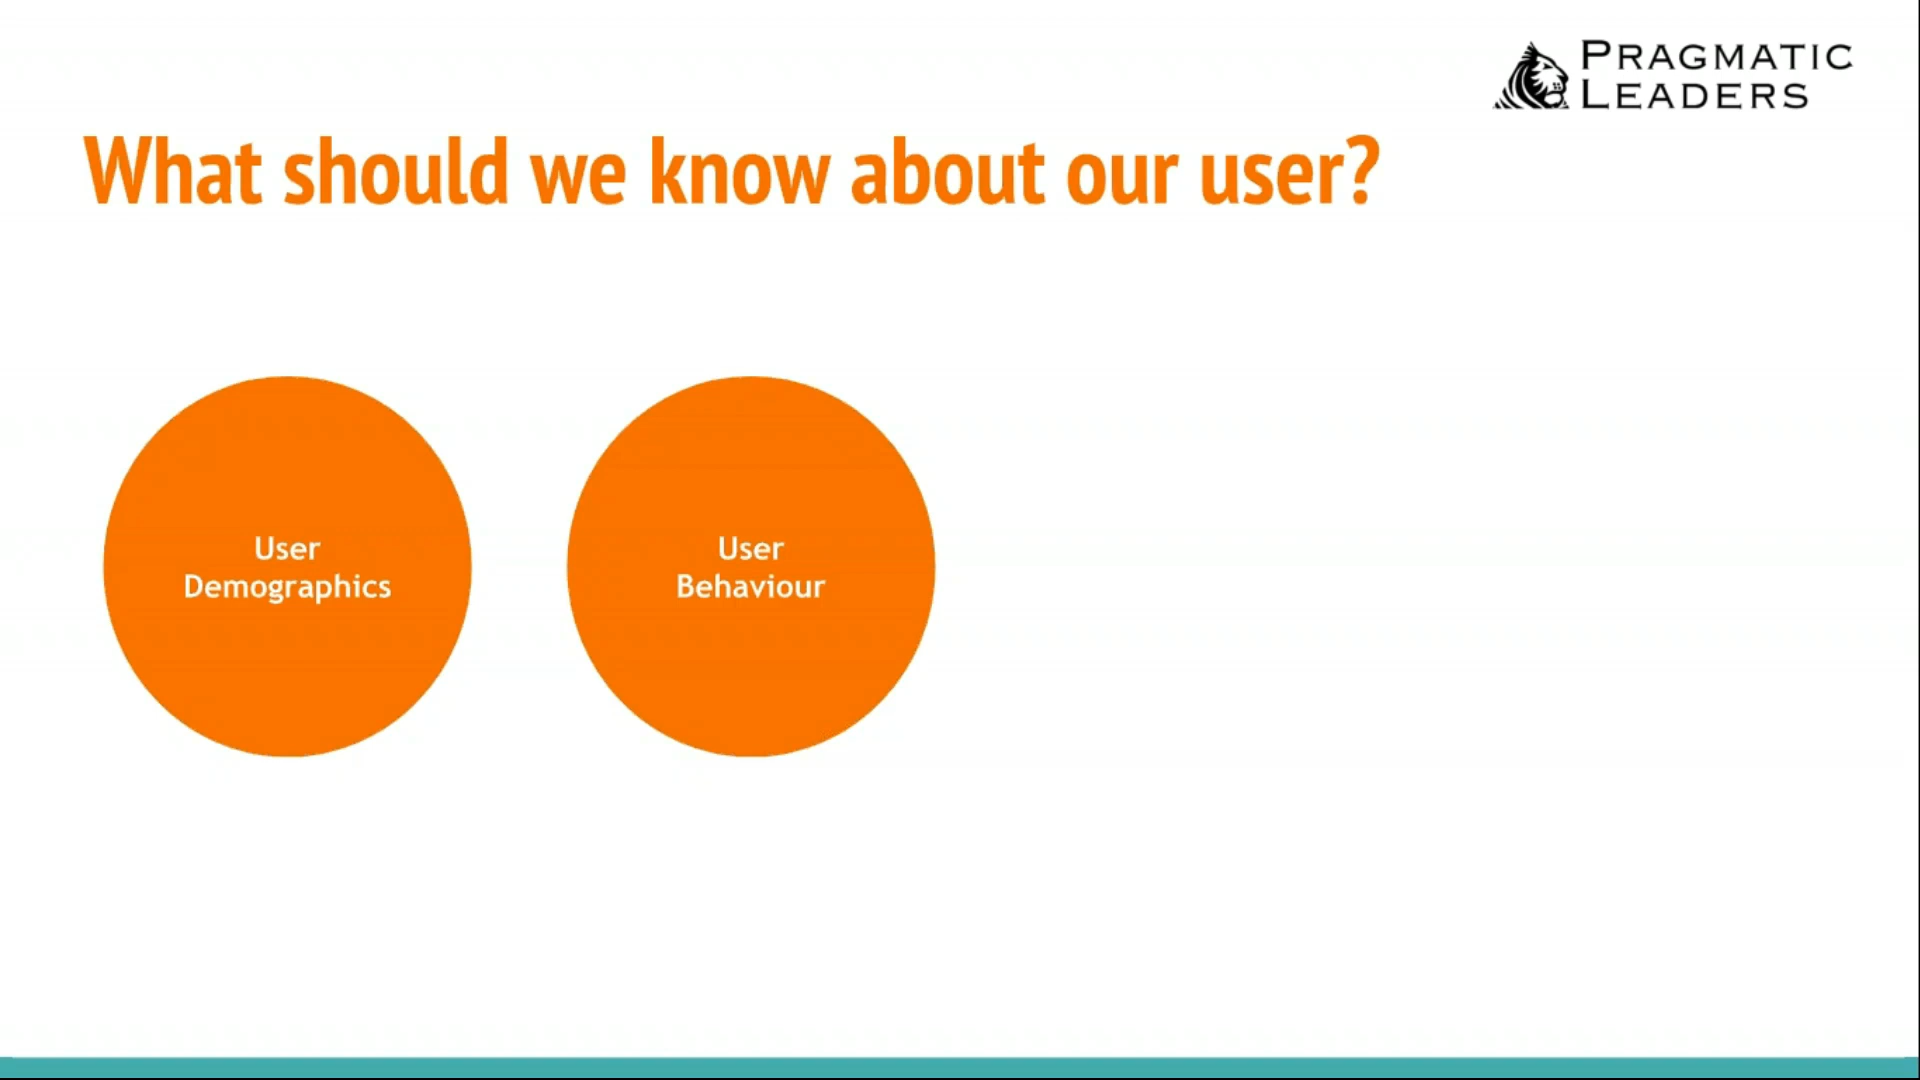 PRAGMATIC
LEADERS
What should we know about our user?
User
Demographics
User
Behaviour